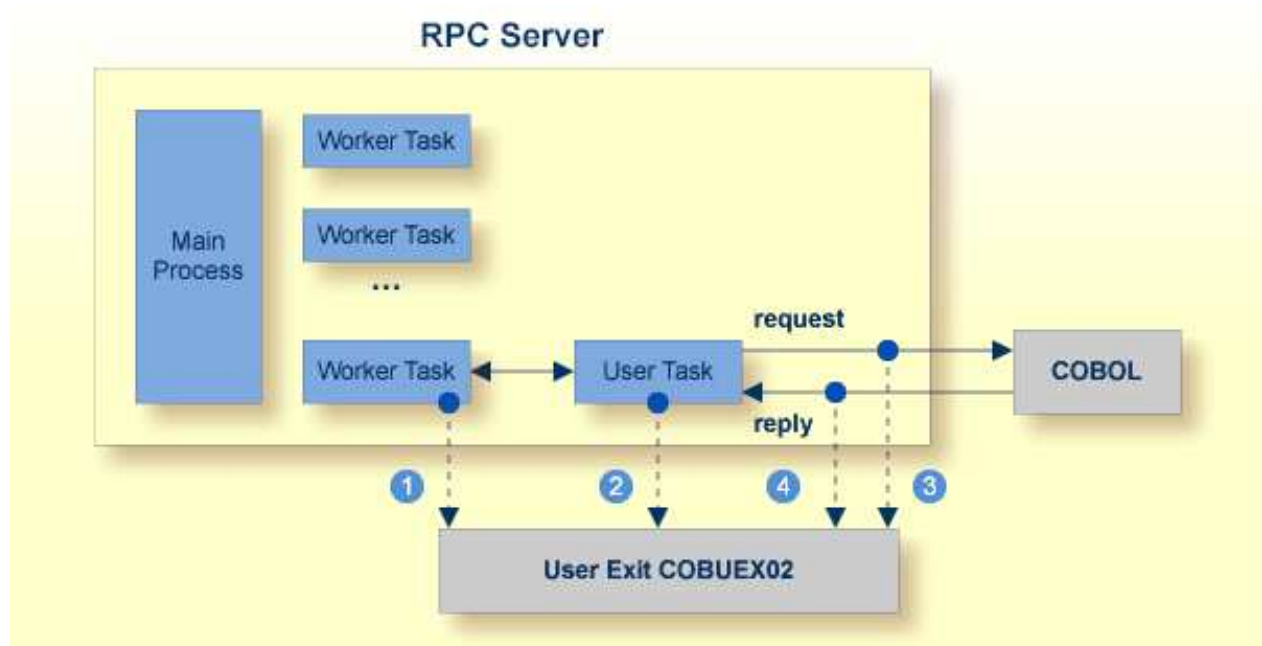 RPC Server
Worker Task
Main
Process
Worker Task
...
request
Worker Task
User Task
COBOL
reply
1
2
4
3
User Exit COBUEX02